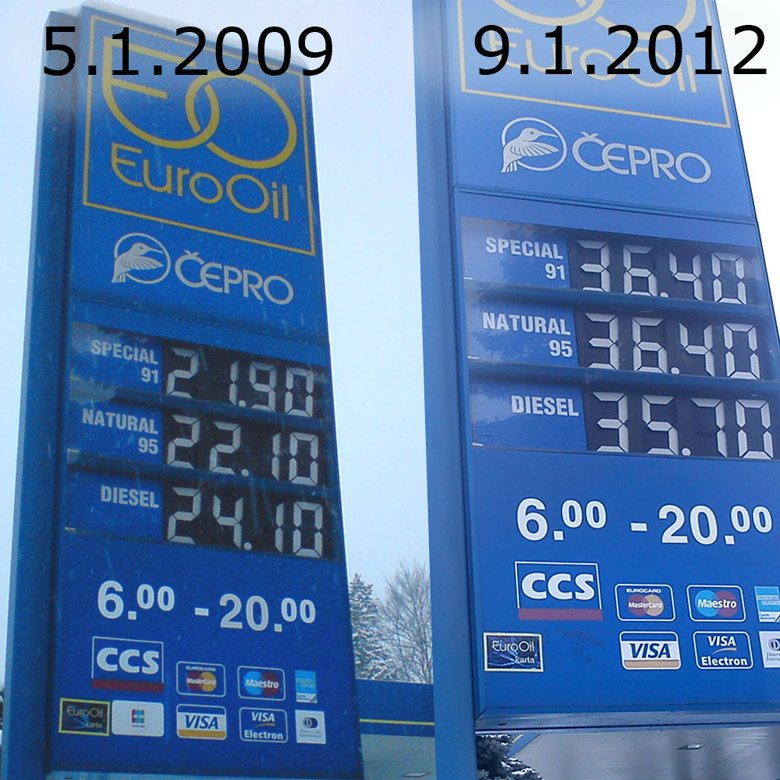 5.1.2009
EuroOil
ČEPRO
SPECIAL 91 21.90
NATURAL 95 22.10
DIESEL 24.10
6.00 - 20.00
CCS
EUROCARD
MasterCard
Maestro
EuroOil
karta
VISA
VISA
Electron
9.1.2012
EuroOil
ČEPRO
SPECIAL 91 36.40
NATURAL 95 36.40
DIESEL 35.70
6.00 - 20.00
CCS
EUROCARD
MasterCard
Maestro
EuroOil
karta
VISA
VISA
Electron